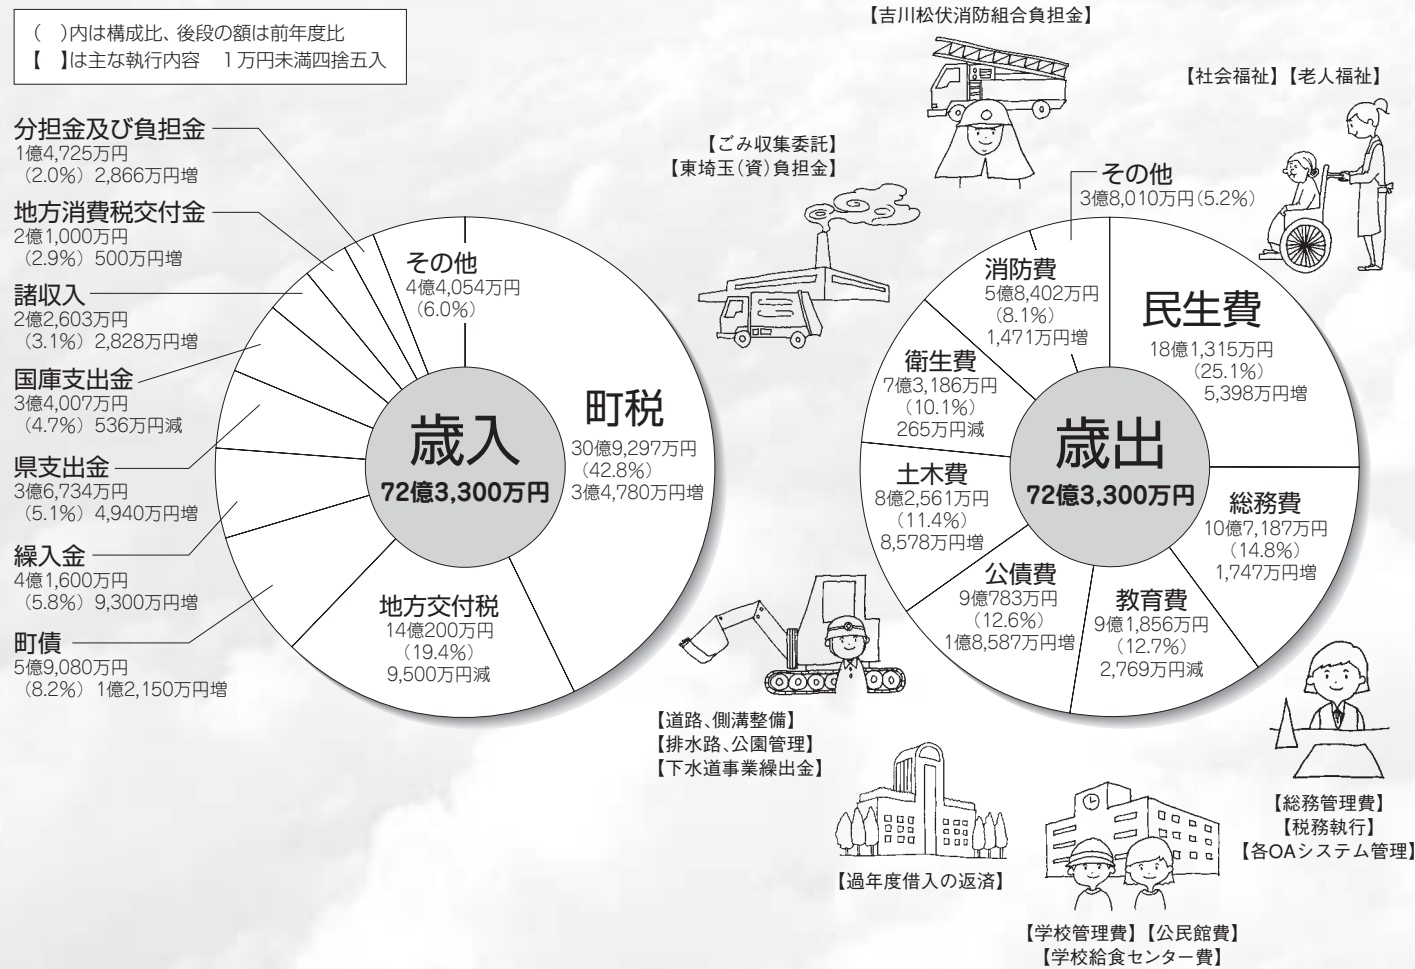 (　)内は構成比、後段の額は前年度比
【　】は主な執行内容　1万円未満四捨五入
分担金及び負担金
1億4,725万円
(2.0%) 2,866万円増
地方消費税交付金
2億1,000万円
(2.9%) 500万円増
諸収入
2億2,603万円
(3.1%) 2,828万円増
国庫支出金
3億4,007万円
(4.7%) 536万円減
県支出金
3億6,734万円
(5.1%) 4,940万円増
繰入金
4億1,600万円
(5.8%) 9,300万円増
町債
5億9,080万円
(8.2%) 1億2,150万円増
その他
4億4,054万円
(6.0%)
町税
30億9,297万円
(42.8%)
3億4,780万円増
歳入
72億3,300万円
地方交付税
14億200万円
(19.4%)
9,500万円減
【吉川松伏消防組合負担金】
【社会福祉】【老人福祉】
【ごみ収集委託】
【東埼玉(資)負担金】
その他
3億8,010万円(5.2%)
消防費
5億8,402万円
(8.1%)
1,471万円増
民生費
18億1,315万円
(25.1%)
5,398万円増
衛生費
7億3,186万円
(10.1%)
265万円減
歳出
72億3,300万円
土木費
8億2,561万円
(11.4%)
8,578万円増
総務費
10億7,187万円
(14.8%)
1,747万円増
公債費
9億783万円
(12.6%)
1億8,587万円増
教育費
9億1,856万円
(12.7%)
2,769万円減
【道路、側溝整備】
【排水路、公園管理】
【下水道事業繰出金】
【過年度借入の返済】
【学校管理費】【公民館費】
【学校給食センター費】
【総務管理費】
【税務執行】
【各OAシステム管理】